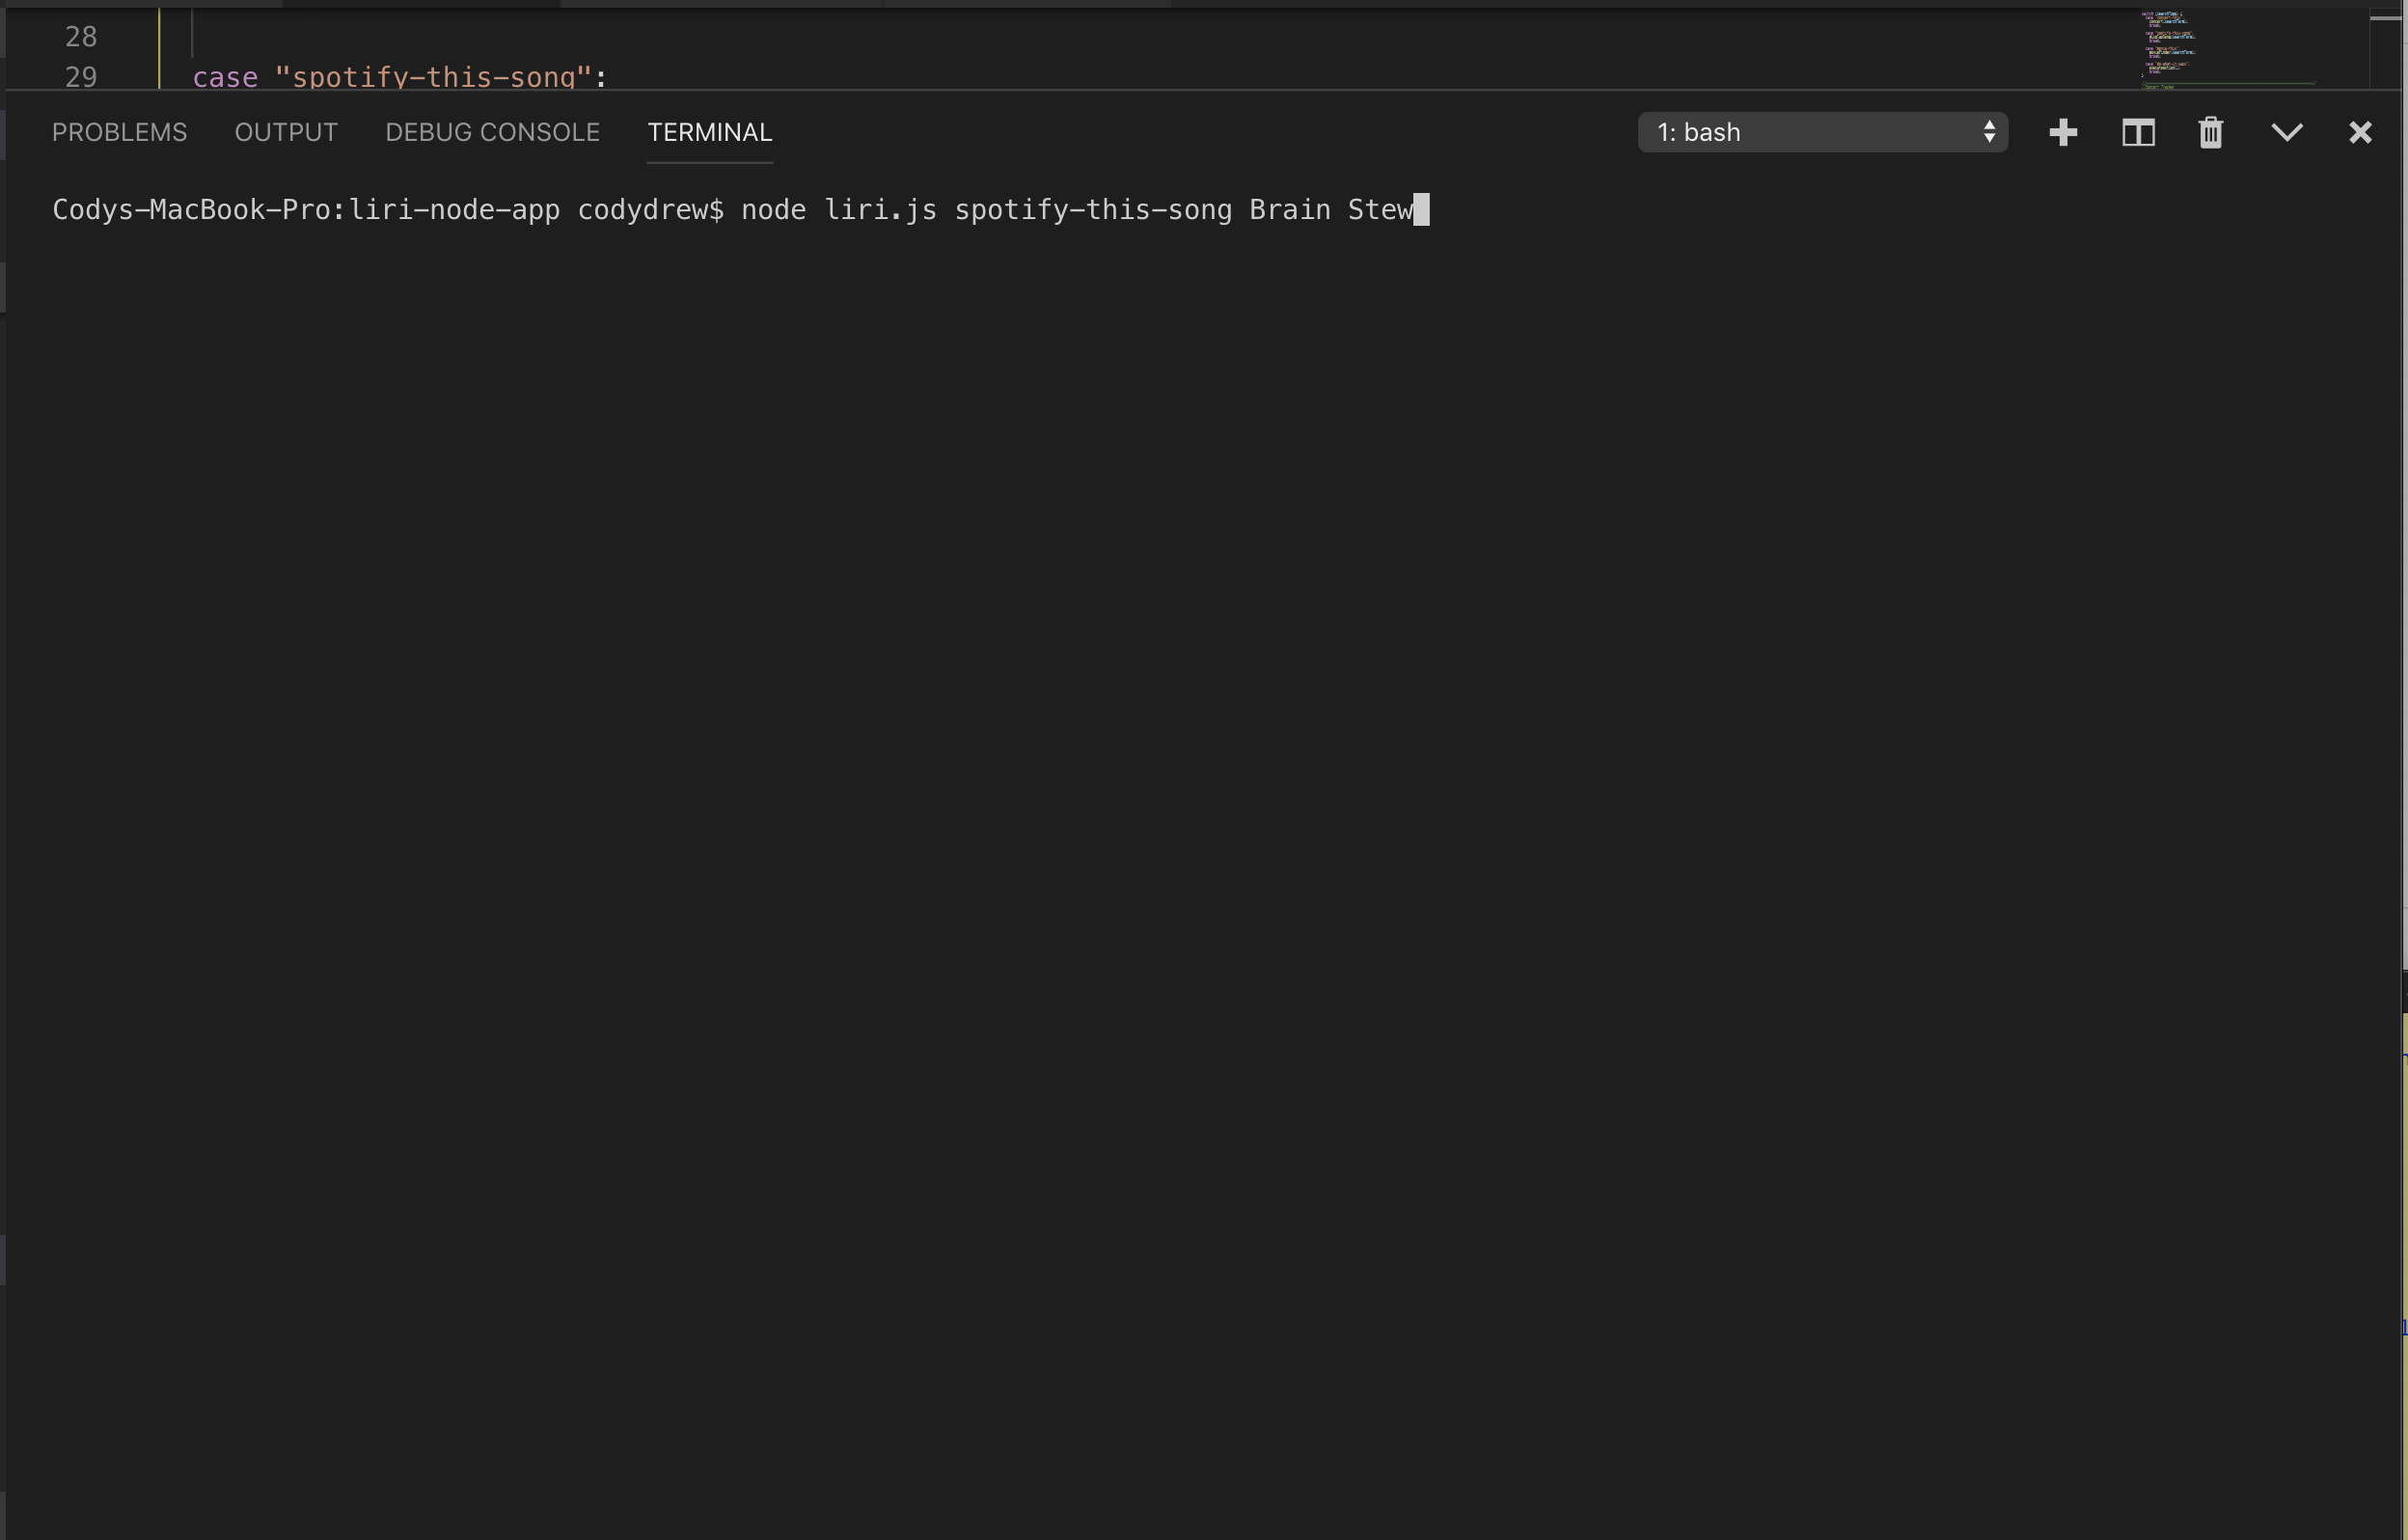 28
29 case "spotify-this-song":
PROBLEMS OUTPUT DEBUG CONSOLE TERMINAL 1: bash
Codys-MacBook-Pro:liri-node-app codydrew$ node liri.js spotify-this-song Brain Stew